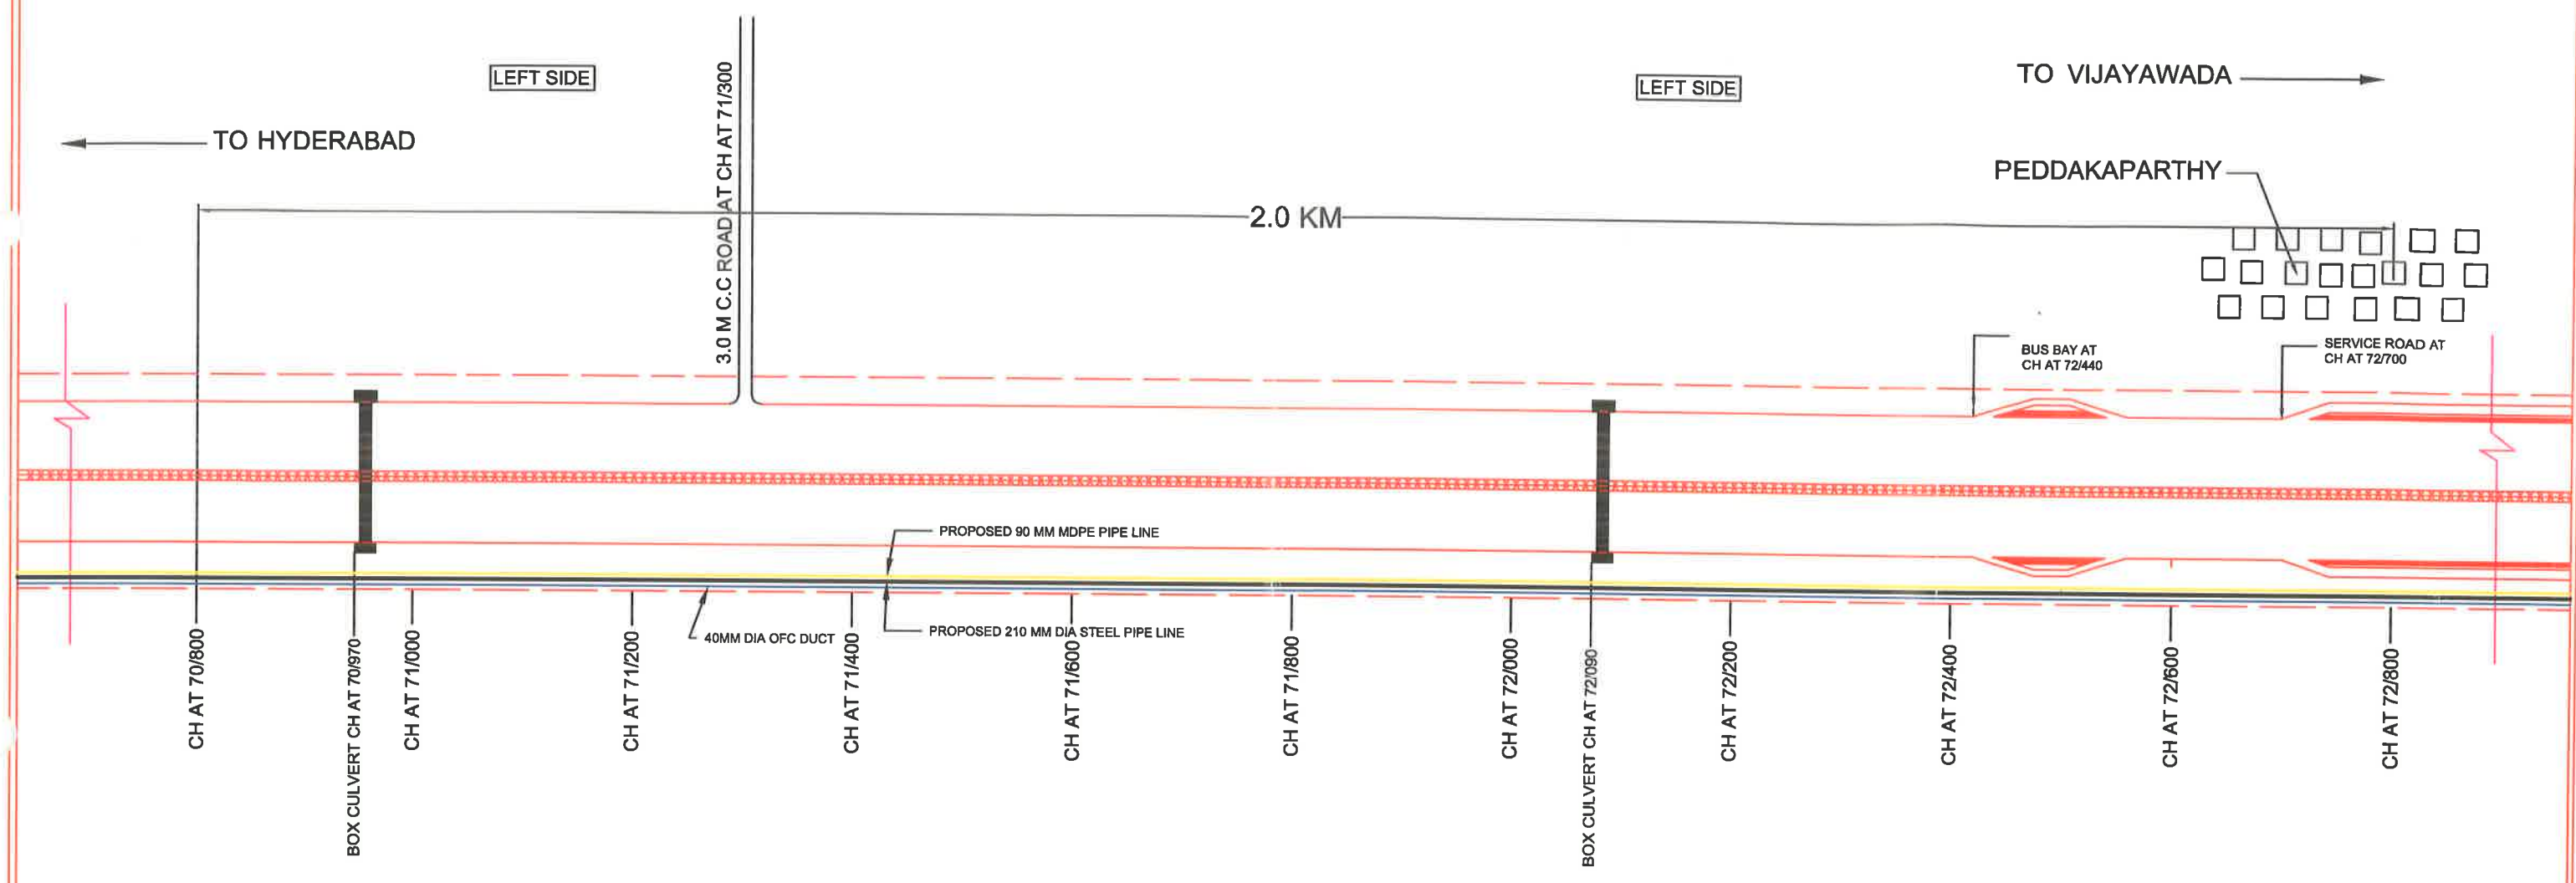 LEFT SIDE
LEFT SIDE
TO VIJAYAWADA
TO HYDERABAD
3.0 M C.C ROAD AT CH AT 71/300
PEDDAKAPARTHY
2.0 KM
BUS BAY AT
CH AT 72/440
SERVICE ROAD AT
CH AT 72/700
PROPOSED 90 MM MDPE PIPE LINE
40MM DIA OFC DUCT
PROPOSED 210 MM DIA STEEL PIPE LINE
CH AT 70/800
BOX CULVERT CH AT 70/970
CH AT 71/000
CH AT 71/200
CH AT 71/400
CH AT 71/600
CH AT 71/800
CH AT 72/000
BOX CULVERT CH AT 72/090
CH AT 72/200
CH AT 72/400
CH AT 72/600
CH AT 72/800